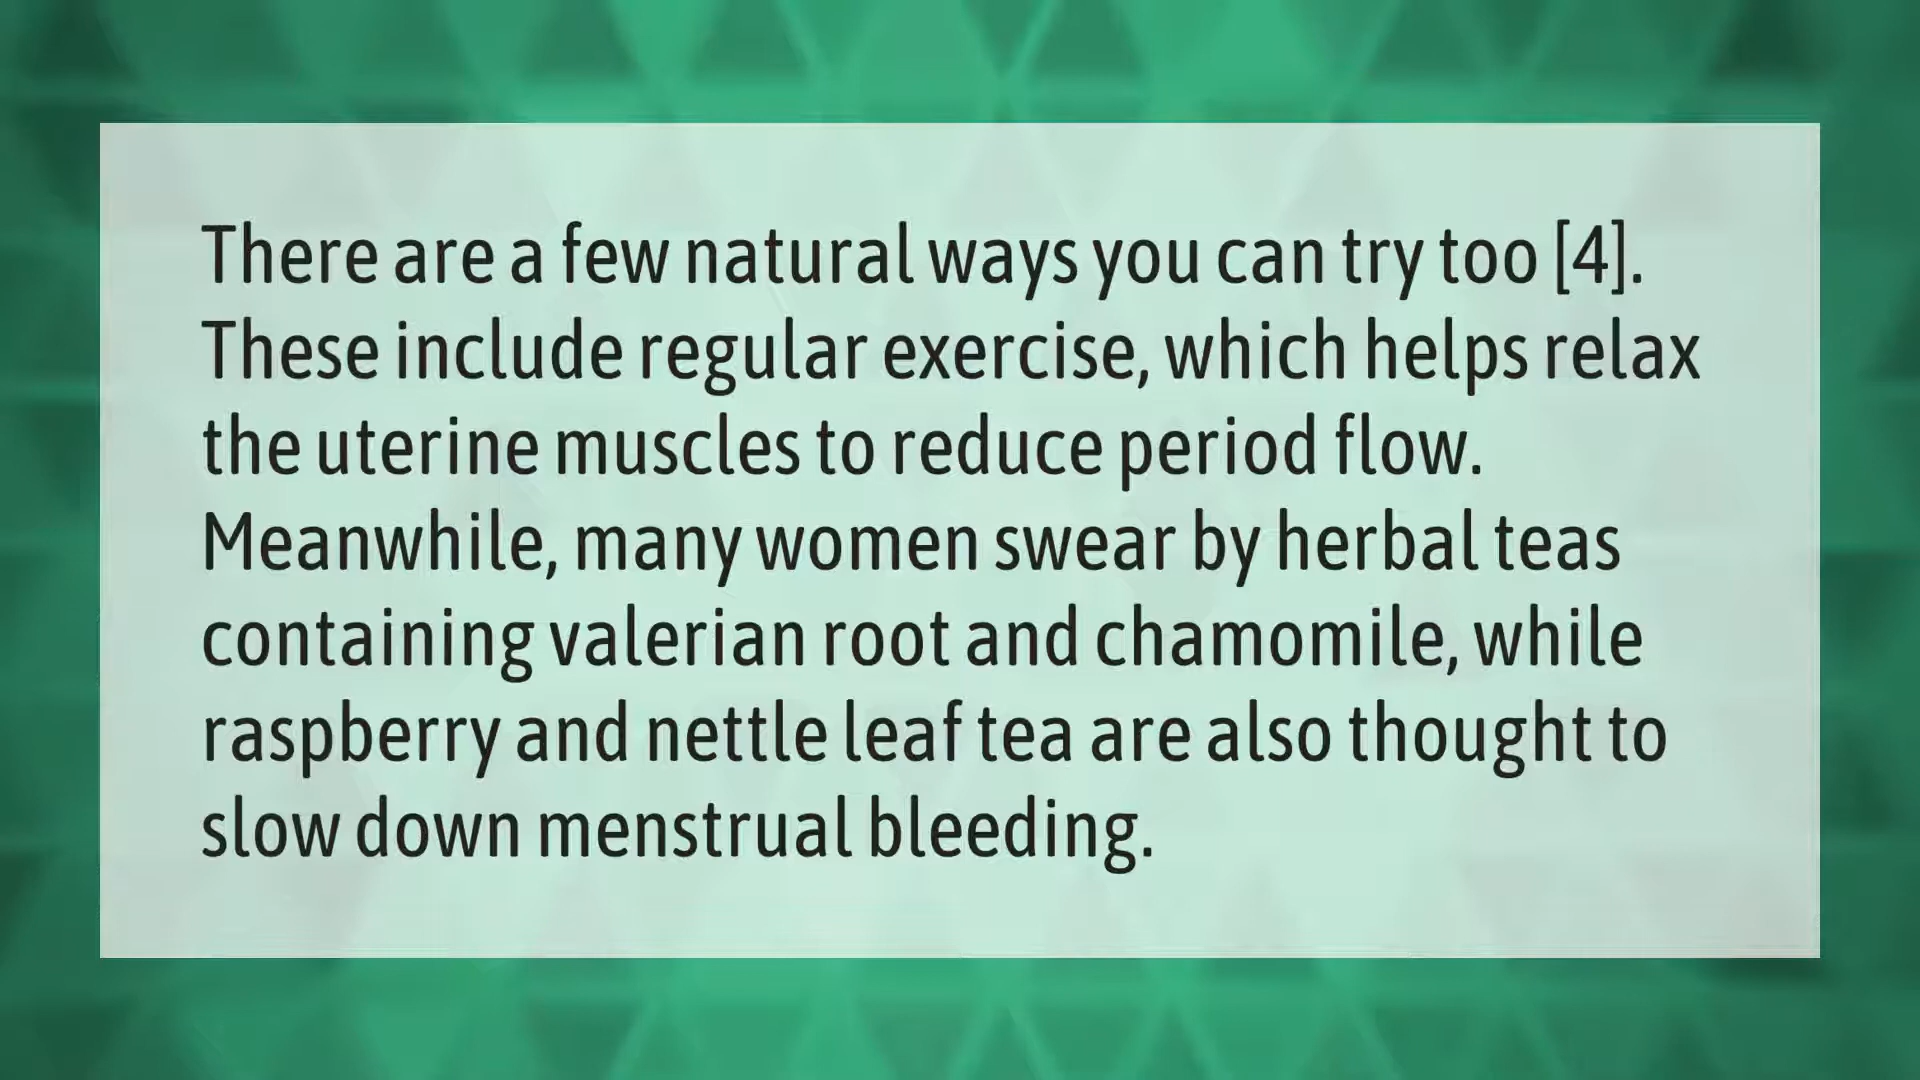 There are a few natural ways you can try too [4].
These include regular exercise, which helps relax
the uterine muscles to reduce period flow.
Meanwhile, many women swear by herbal teas
containing valerian root and chamomile, while
raspberry and nettle leaf tea are also thought to
slow down menstrual bleeding.